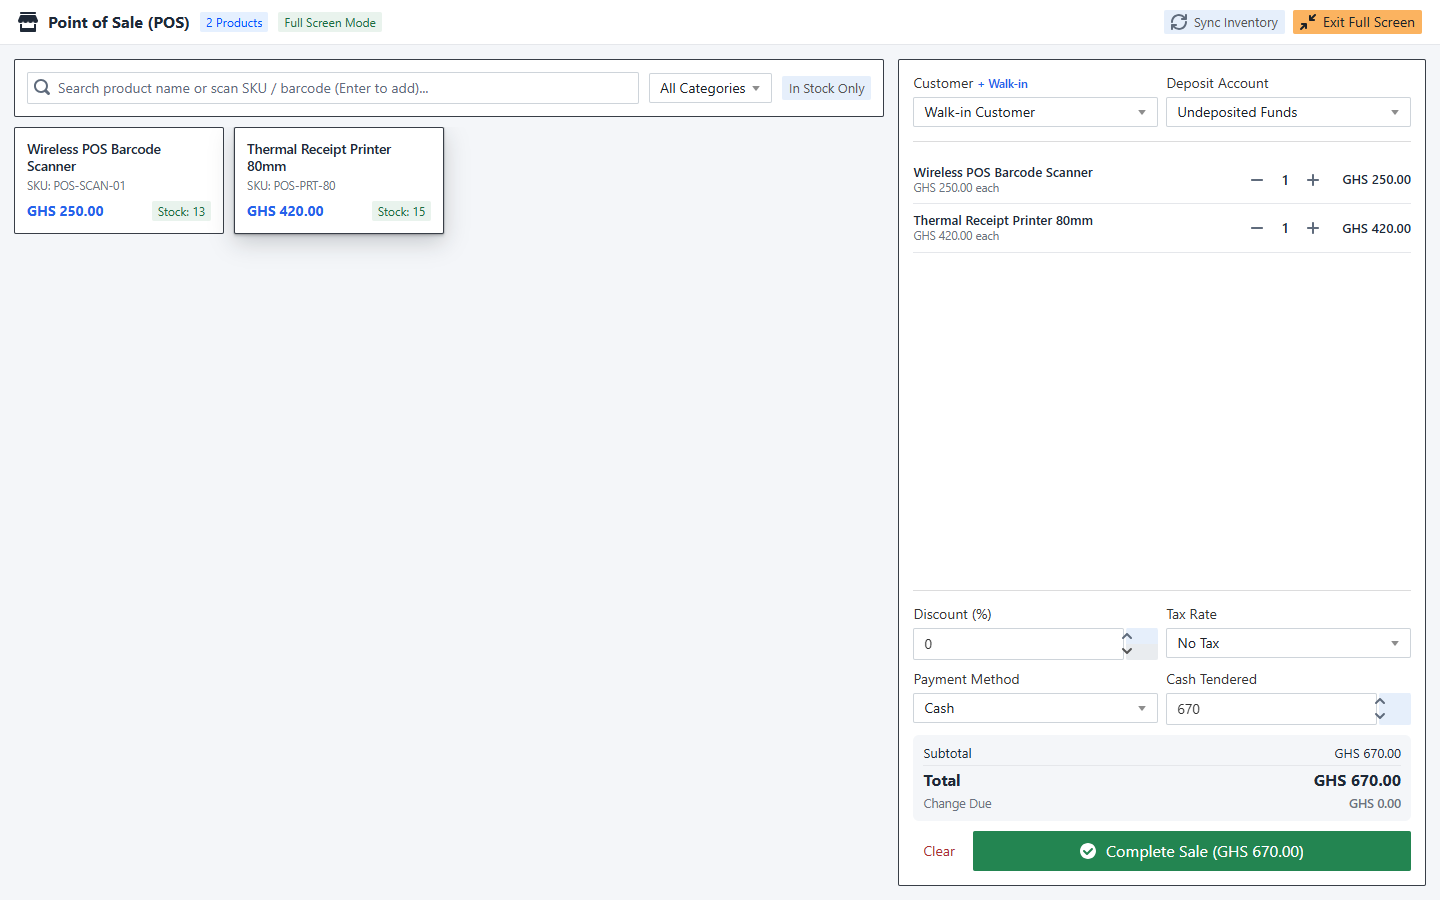 Point of Sale (POS) 2 Products Full Screen Mode Sync Inventory Exit Full Screen
Search product name or scan SKU / barcode (Enter to add)... All Categories In Stock Only
Wireless POS Barcode Scanner
SKU: POS-SCAN-01
GHS 250.00 Stock: 13
Thermal Receipt Printer 80mm
SKU: POS-PRT-80
GHS 420.00 Stock: 15
Customer + Walk-in Deposit Account
Walk-in Customer Undeposited Funds
Wireless POS Barcode Scanner
GHS 250.00 each
1 GHS 250.00
Thermal Receipt Printer 80mm
GHS 420.00 each
1 GHS 420.00
Discount (%) Tax Rate
0 No Tax
Payment Method Cash Tendered
Cash 670
Subtotal GHS 670.00
Total GHS 670.00
Change Due GHS 0.00
Clear Complete Sale (GHS 670.00)